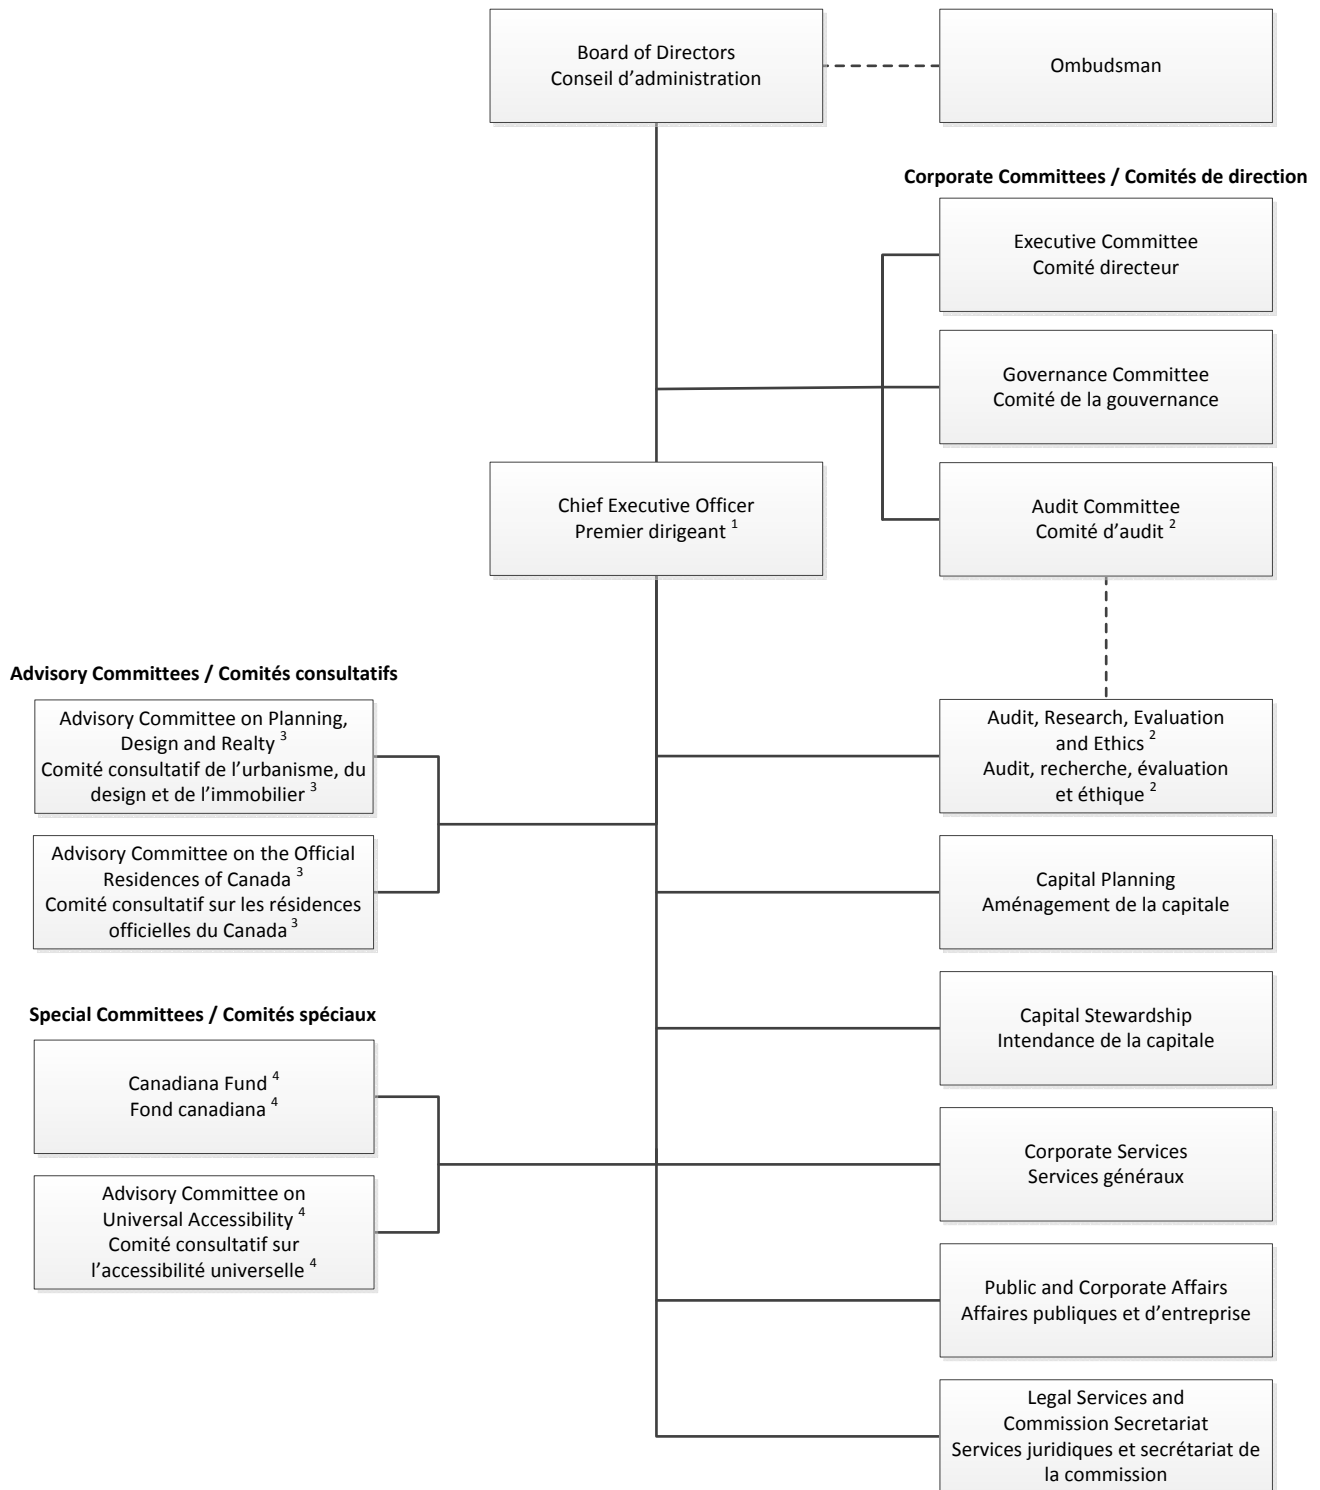 Board of Directors
Conseil d’administration
Ombudsman
Corporate Committees / Comités de direction
Executive Committee
Comité directeur
Governance Committee
Comité de la gouvernance
Chief Executive Officer
Premier dirigeant 1
Audit Committee
Comité d’audit 2
Advisory Committees / Comités consultatifs
Advisory Committee on Planning,
Design and Realty 3
Comité consultatif de l’urbanisme, du
design et de l’immobilier 3
Audit, Research, Evaluation
and Ethics 2
Audit, recherche, évaluation
et éthique 2
Advisory Committee on the Official
Residences of Canada 3
Comité consultatif sur les résidences
officielles du Canada 3
Capital Planning
Aménagement de la capitale
Special Committees / Comités spéciaux
Capital Stewardship
Intendance de la capitale
Canadiana Fund 4
Fond canadiana 4
Corporate Services
Services généraux
Advisory Committee on
Universal Accessibility 4
Comité consultatif sur
l’accessibilité universelle 4
Public and Corporate Affairs
Affaires publiques et d’entreprise
Legal Services and
Commission Secretariat
Services juridiques et secrétariat de
la commission